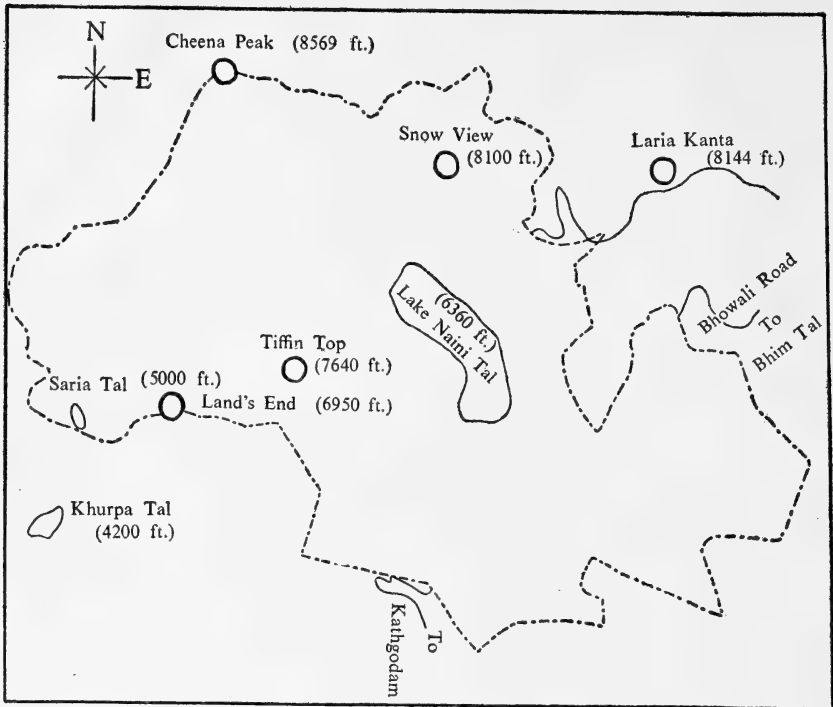 N
E
Cheena Peak (8569 ft.)
Snow View
(8100 ft.)
Laria Kanta
(8144 ft.)
(6360 ft.)
Lake Naini Tal
Bhowali Road
To
Bhim Tal
Tiffin Top
(7640 ft.)
Saria Tal (5000 ft.)
Land's End (6950 ft.)
Khurpa Tal
(4200 ft.)
To
Kathgodam